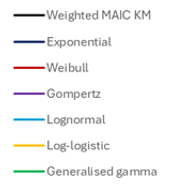 Weighted MAIC KM
Exponential
Weibull
Gompertz
Lognormal
Log-logistic
Generalised gamma